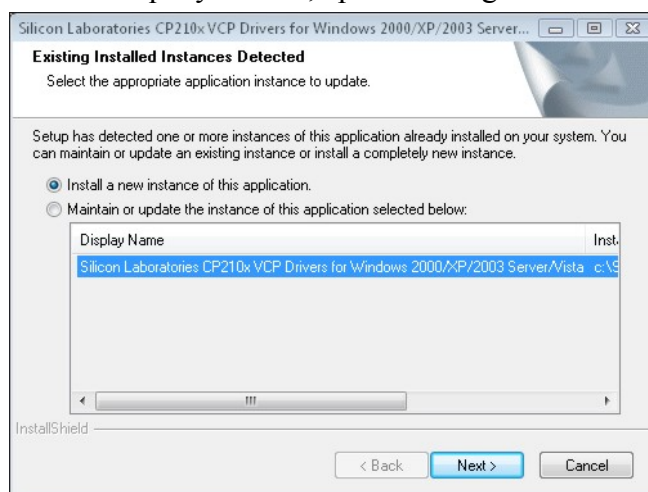 Silicon Laboratories CP210x VCP Drivers for Windows 2000/XP/2003 Server...
Existing Installed Instances Detected
Select the appropriate application instance to update.
Setup has detected one or more instances of this application already installed on your system. You
can maintain or update an existing instance or install a completely new instance.
Install a new instance of this application.
Maintain or update the instance of this application selected below:
Display Name Inst
Silicon Laboratories CP210x VCP Drivers for Windows 2000/XP/2003 Server/Vista c:\S
InstallShield
< Back Next > Cancel